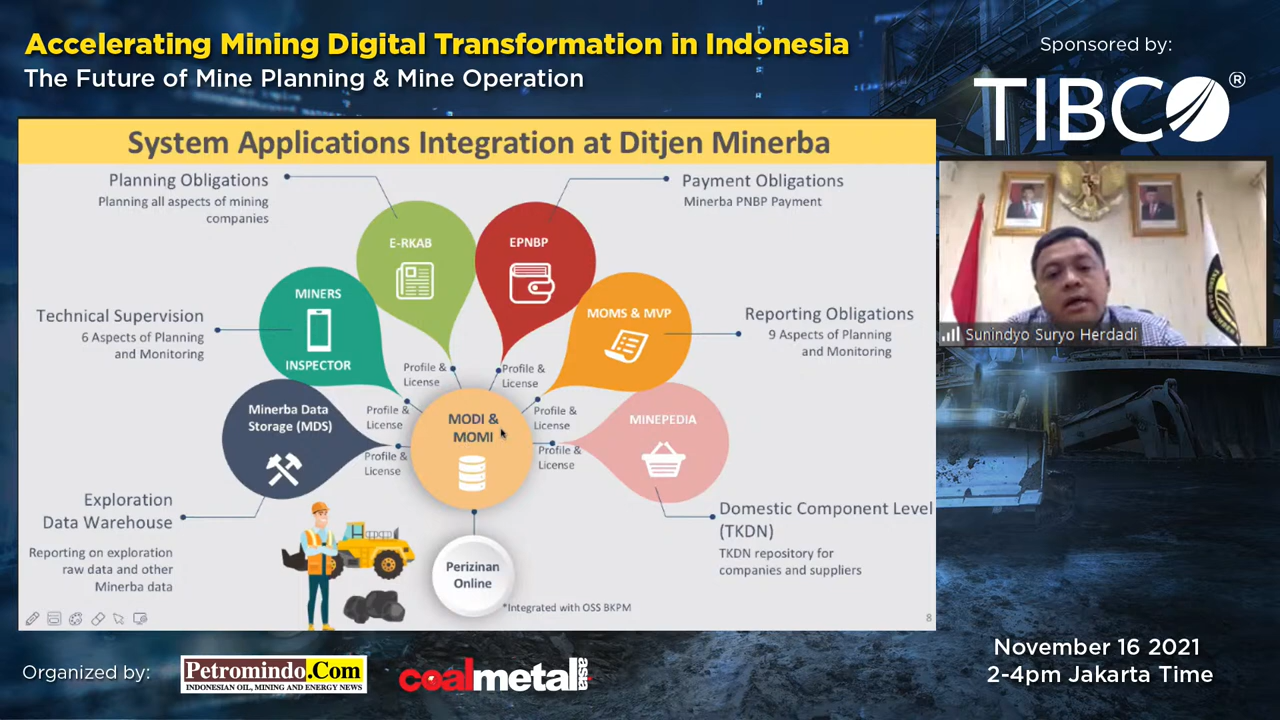 Accelerating Mining Digital Transformation in Indonesia
The Future of Mine Planning & Mine Operation
Sponsored by:
TIBCO®
System Applications Integration at Ditjen Minerba
Planning Obligations
Planning all aspects of mining
companies
Payment Obligations
Minerba PNBP Payment
E-RKAB
EPNBP
MINERS
INSPECTOR
MOMS & MVP
Technical Supervision
6 Aspects of Planning
and Monitoring
Reporting Obligations
9 Aspects of Planning
and Monitoring
Profile &
License
Profile &
License
Profile &
License
Profile &
License
Profile &
License
Profile &
License
Minerba Data
Storage (MDS)
MODI &
MOMI
MINEPEDIA
Exploration
Data Warehouse
Reporting on exploration
raw data and other
Minerba data
Domestic Component Level
(TKDN)
TKDN repository for
companies and suppliers
Perizinan
Online
*Integrated with OSS BKPM
8
Sunindyo Suryo Herdadi
Organized by:
Petromindo.Com
INDONESIAN OIL, MINING AND ENERGY NEWS
coalmetal asia
November 16 2021
2-4pm Jakarta Time